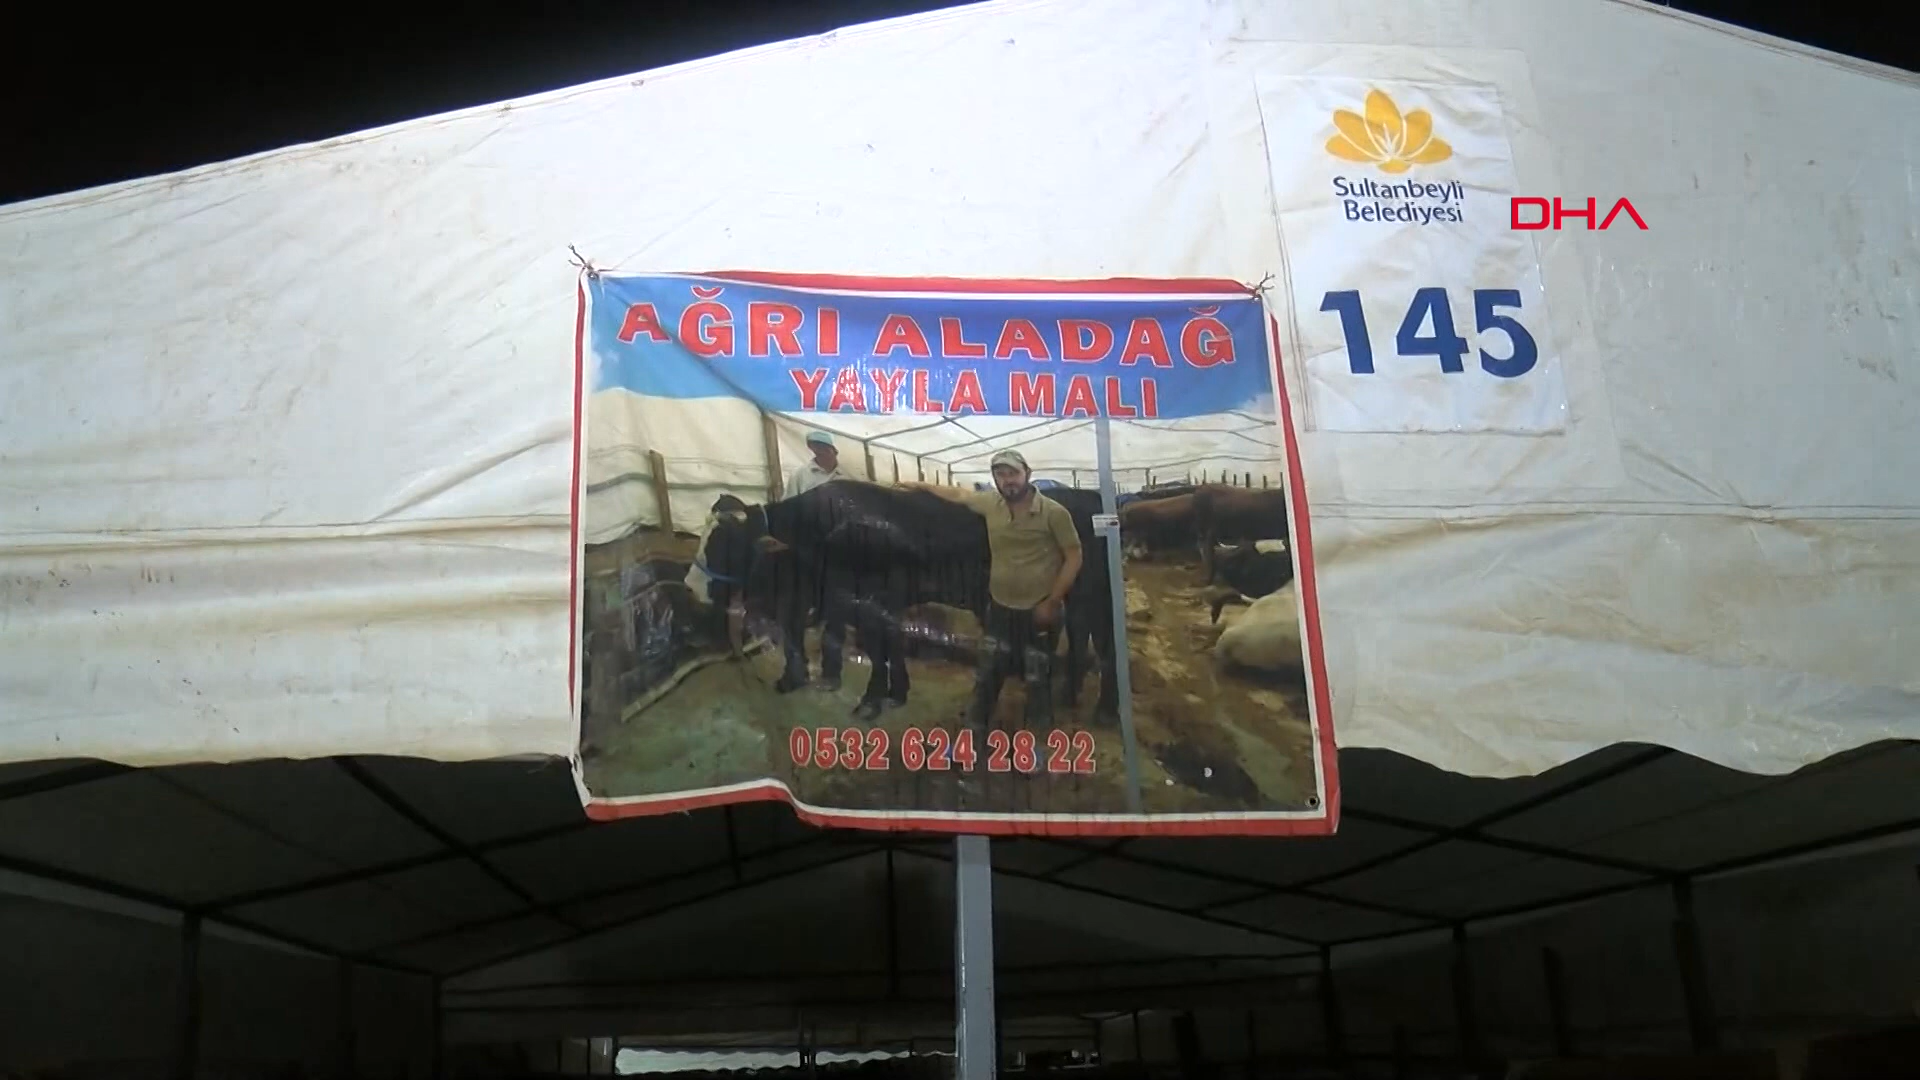 Sultanbeyli
Belediyesi
DHA
145
AĞRI ALADAĞ
YAYLA MALI
0532 624 28 22